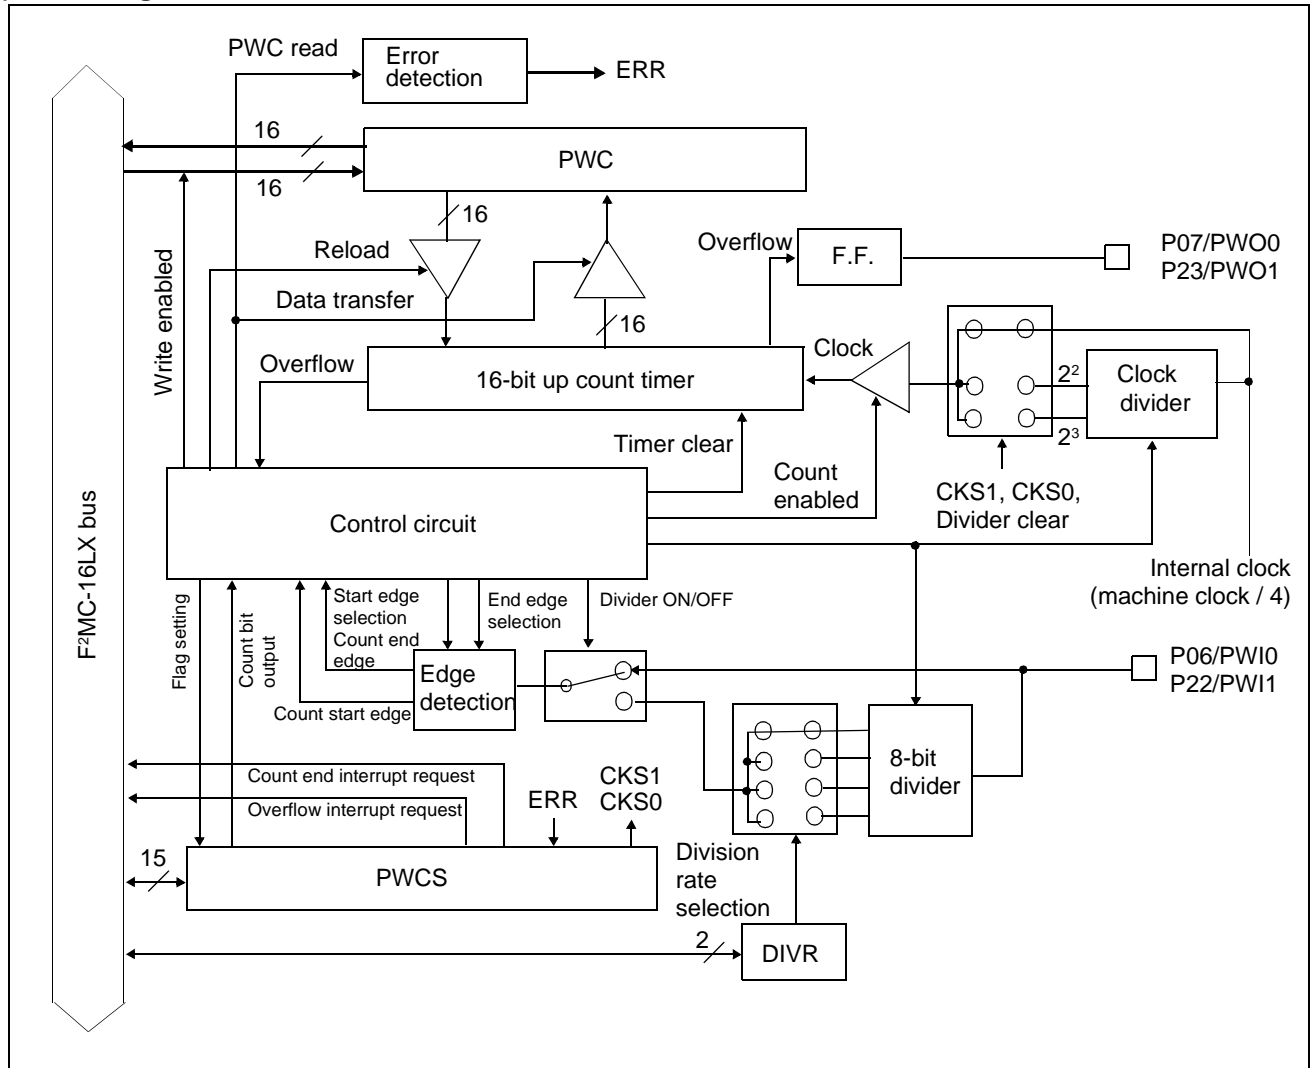 PWC read
Error
detection
ERR
16
PWC
16
16
Reload
Overflow
F.F.
P07/PWO0
P23/PWO1
Write enabled
Data transfer
16
Overflow
16-bit up count timer
Clock
2²
Clock
divider
2³
Timer clear
Count
enabled
CKS1, CKS0,
Divider clear
Control circuit
F²MC-16LX bus
Internal clock
(machine clock / 4)
Flag setting
Count bit
output
Start edge
selection
Count end
edge
End edge
selection
Divider ON/OFF
P06/PWI0
P22/PWI1
Edge
detection
Count start edge
8-bit
divider
Count end interrupt request
Overflow interrupt request
ERR
CKS1
CKS0
15
PWCS
Division
rate
selection
2
DIVR